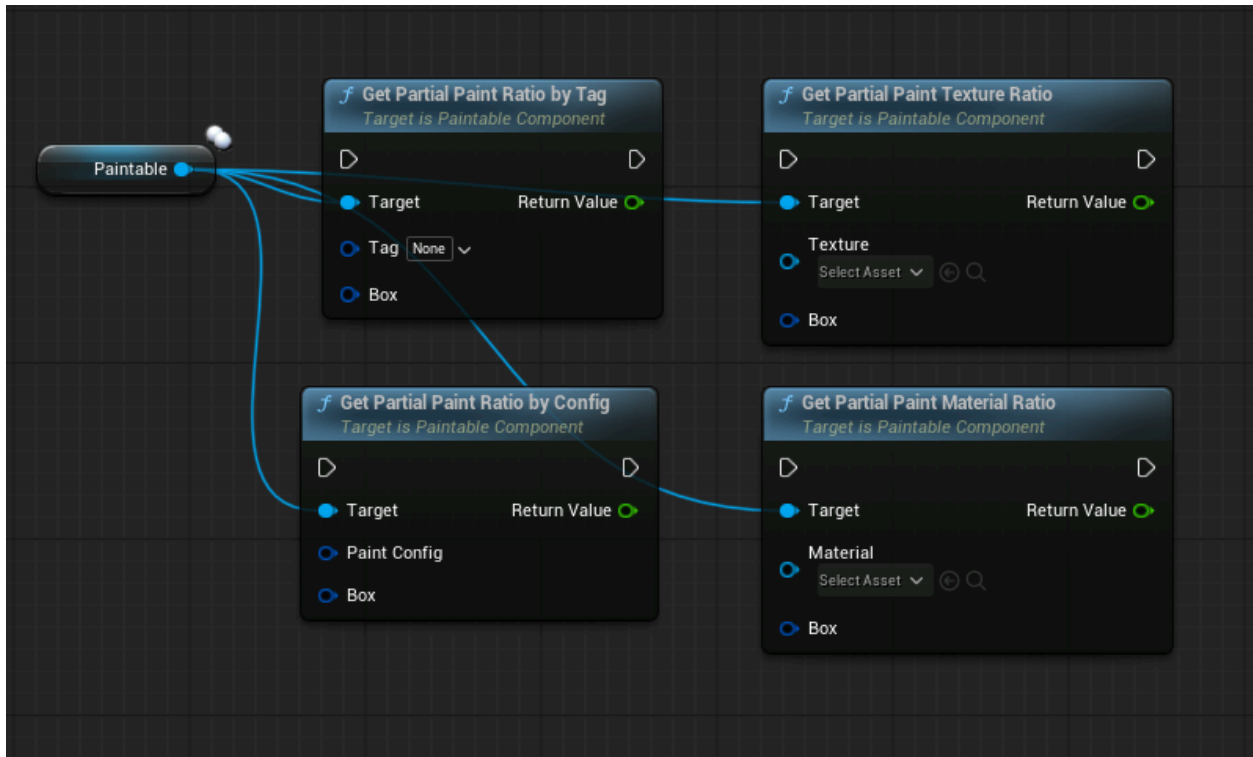 Paintable
f Get Partial Paint Ratio by Tag
Target is Paintable Component
Target Return Value
Tag None
Box
f Get Partial Paint Texture Ratio
Target is Paintable Component
Target Return Value
Texture
Select Asset
Box
f Get Partial Paint Ratio by Config
Target is Paintable Component
Target Return Value
Paint Config
Box
f Get Partial Paint Material Ratio
Target is Paintable Component
Target Return Value
Material
Select Asset
Box